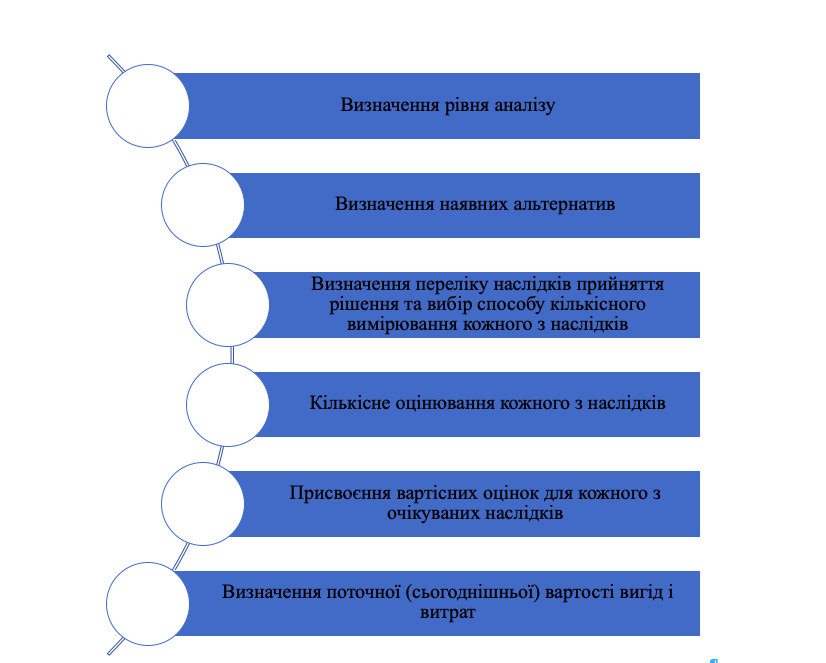 Визначення рівня аналізу
Визначення наявних альтернатив
Визначення переліку наслідків прийняття
рішення та вибір способу кількісного
вимірювання кожного з наслідків
Кількісне оцінювання кожного з наслідків
Присвоєння вартісних оцінок для кожного з
очікуваних наслідків
Визначення поточної (сьогоднішньої) вартості вигід і
витрат